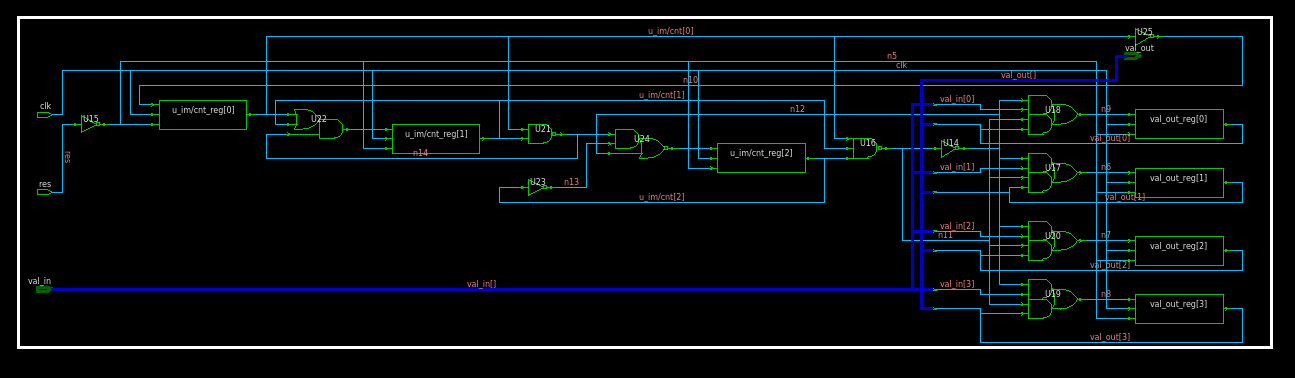 u_im/cnt[0]
U25
val_out
n5
clk
val_out[]
n10
u_im/cnt[1]
val_in[0]
clk
U15
u_im/cnt_reg[0]
U22
n12
U18
n9
val_out_reg[0]
u_im/cnt_reg[1]
U21
U24
U16
U14
val_out[0]
res
n14
u_im/cnt_reg[2]
val_in[1]
U17
n6
val_out_reg[1]
res
U23
n13
u_im/cnt[2]
val_out[1]
val_in[2]
n11
U20
n7
val_out_reg[2]
val_out[2]
val_in
val_in[]
val_in[3]
U19
n8
val_out_reg[3]
val_out[3]